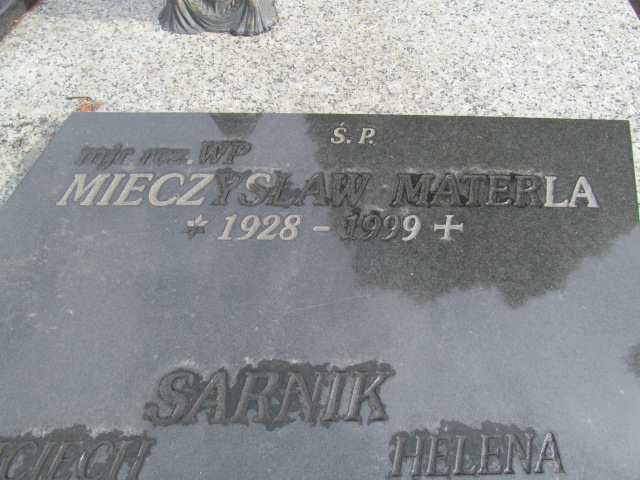 Ś. P.
mjr rez. WP
MIECZYSŁAW MATERLA
* 1928 - 1999 +
SARNIK
HELENA